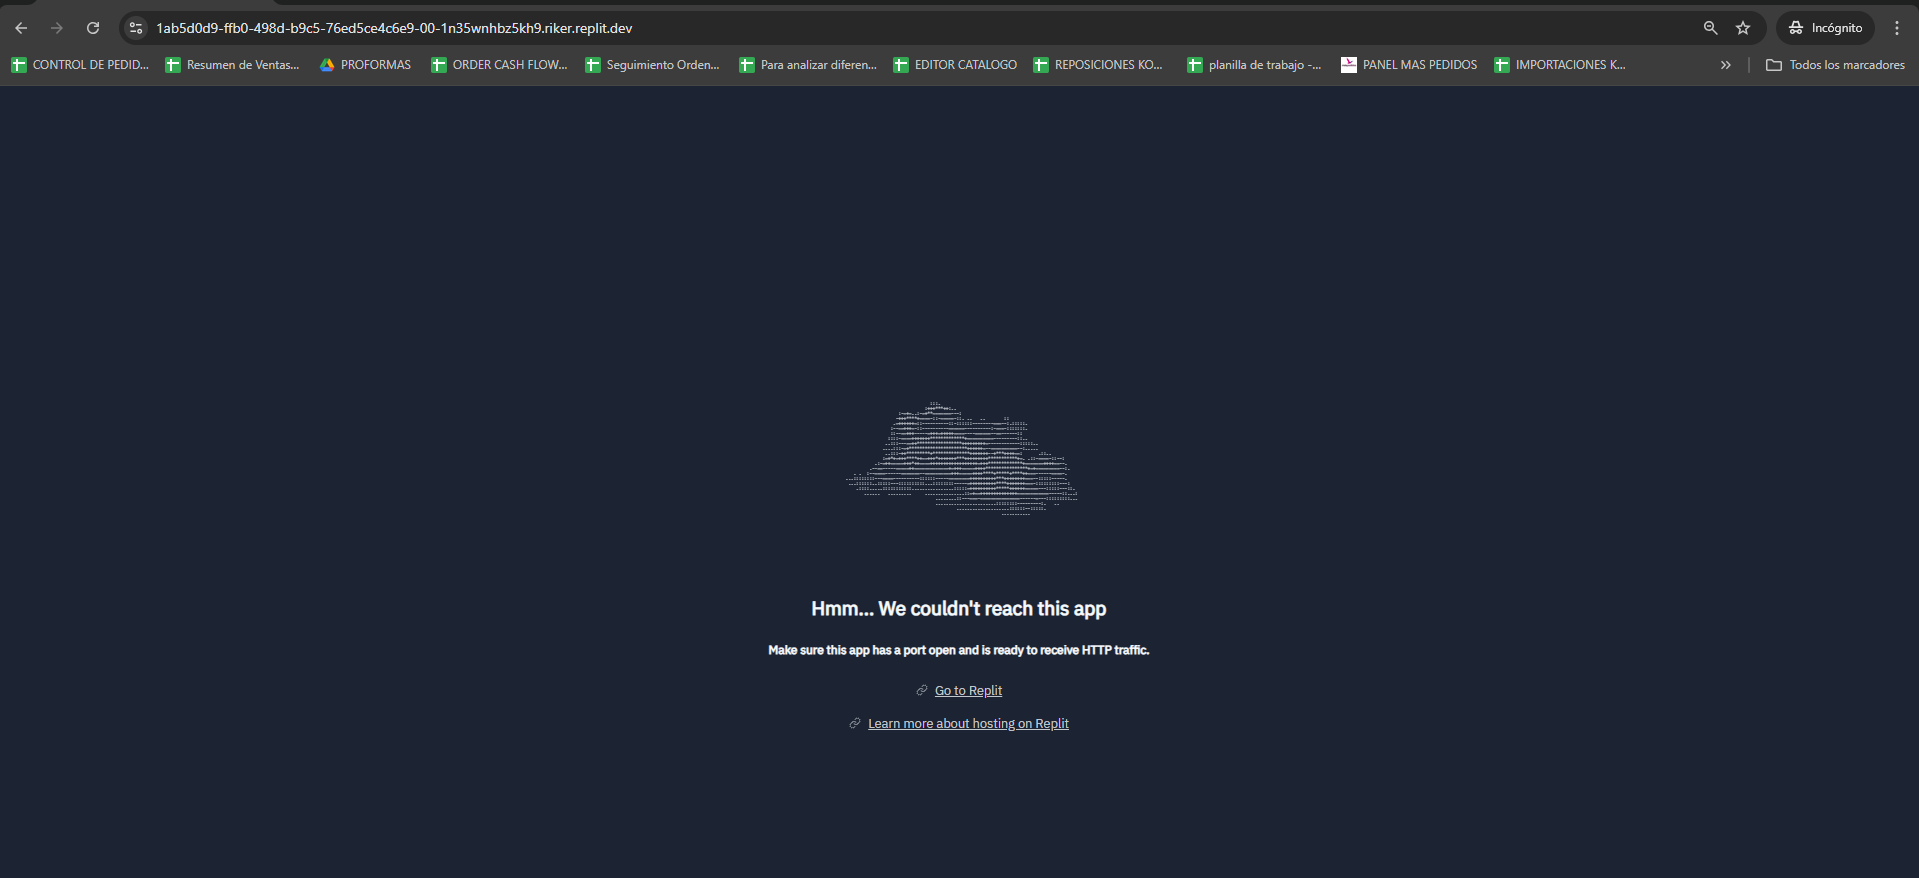 1ab5d0d9-ffb0-498d-b9c5-76ed5ce4c6e9-00-1n35wnhbz5kh9.riker.replit.dev
Incógnito
CONTROL DE PEDID...
Resumen de Ventas...
PROFORMAS
ORDER CASH FLOW...
Seguimiento Orden...
Para analizar diferen...
EDITOR CATALOGO
REPOSICIONES KO...
planilla de trabajo -...
PANEL MAS PEDIDOS
IMPORTACIONES K...
Todos los marcadores
Hmm... We couldn't reach this app
Make sure this app has a port open and is ready to receive HTTP traffic.
Go to Replit
Learn more about hosting on Replit